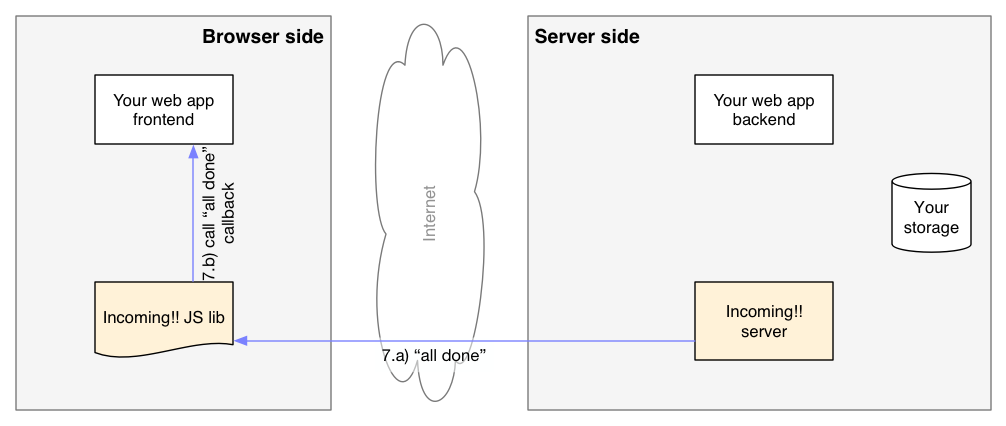 Browser side
Server side
Your web app
frontend
Your web app
backend
7.b) call “all done”
callback
Internet
Your
storage
Incoming!! JS lib
Incoming!!
server
7.a) “all done”